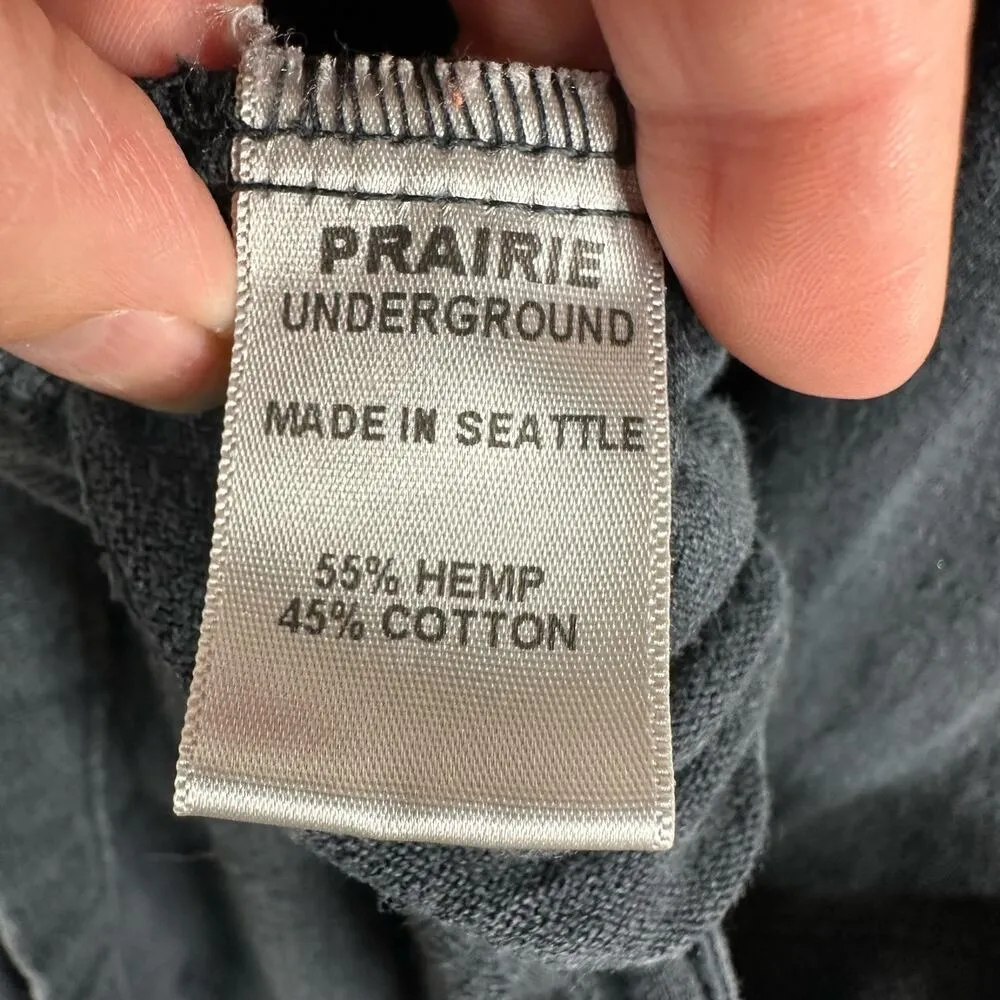 PRAIRIE
UNDERGROUND
MADE IN SEATTLE
55% HEMP
45% COTTON